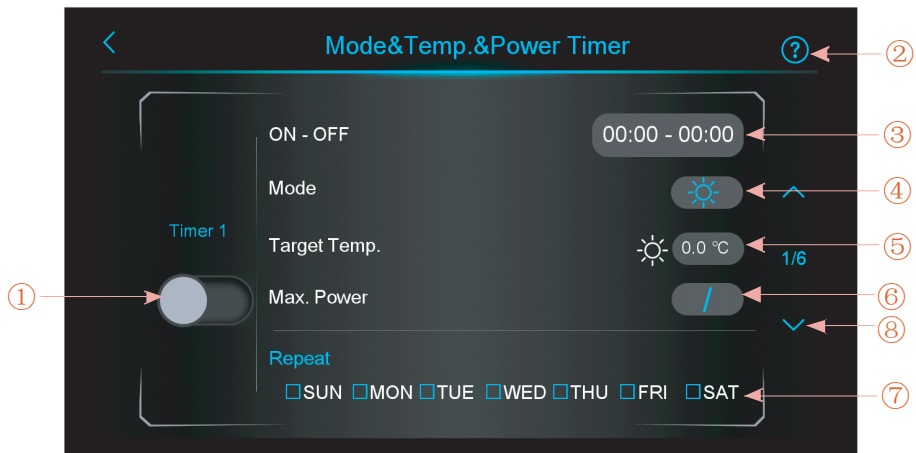 Mode&Temp.&Power Timer
?
②
ON - OFF
00:00 - 00:00
③
Mode
④
Timer 1
Target Temp.
0.0 ℃
⑤
1/6
①
Max. Power
/
⑥
⑧
Repeat
SUN MON TUE WED THU FRI SAT
⑦